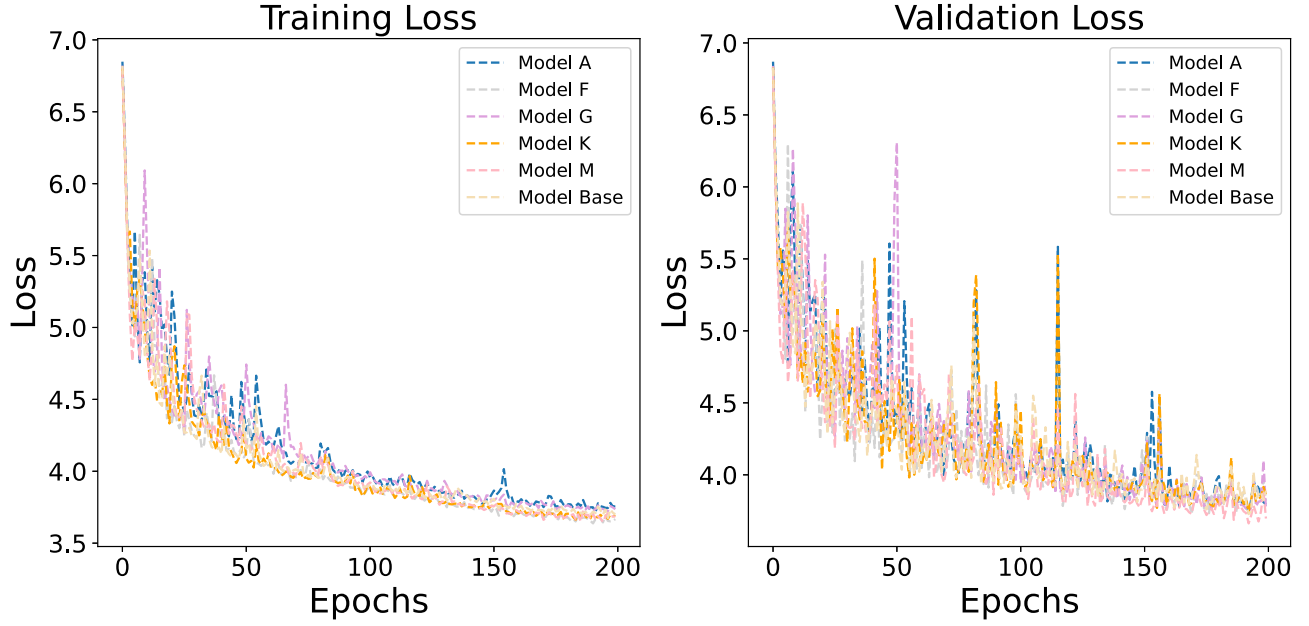 Training Loss
7.0
6.5
6.0
5.5
5.0
4.5
4.0
3.5
Loss
Model A
Model F
Model G
Model K
Model M
Model Base
0 50 100 150 200
Epochs
Validation Loss
7.0
6.5
6.0
5.5
5.0
4.5
4.0
Loss
Model A
Model F
Model G
Model K
Model M
Model Base
0 50 100 150 200
Epochs